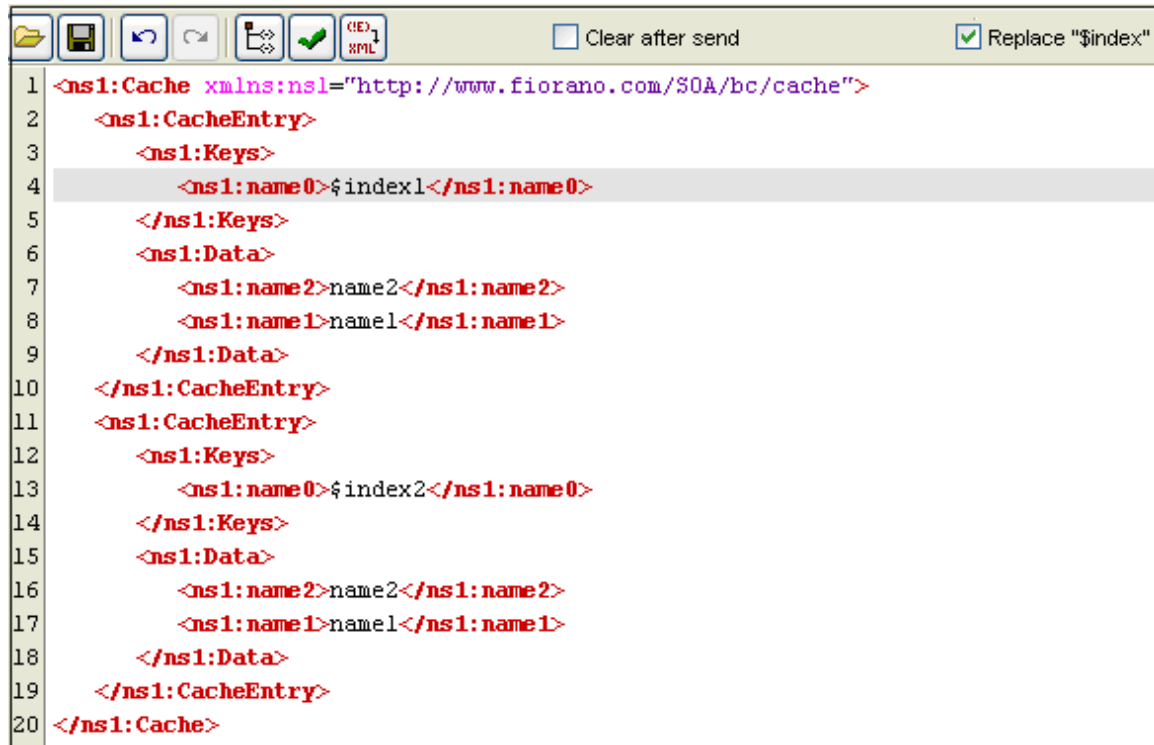 (!E)
XML
Clear after send
Replace "$index"
1 <ns1:Cache xmlns:ns1="http://www.fiorano.com/SOA/bc/cache">
2 <ns1:CacheEntry>
3 <ns1:Keys>
4 <ns1:name0>$index1</ns1:name0>
5 </ns1:Keys>
6 <ns1:Data>
7 <ns1:name2>name2</ns1:name2>
8 <ns1:name1>name1</ns1:name1>
9 </ns1:Data>
10 </ns1:CacheEntry>
11 <ns1:CacheEntry>
12 <ns1:Keys>
13 <ns1:name0>$index2</ns1:name0>
14 </ns1:Keys>
15 <ns1:Data>
16 <ns1:name2>name2</ns1:name2>
17 <ns1:name1>name1</ns1:name1>
18 </ns1:Data>
19 </ns1:CacheEntry>
20 </ns1:Cache>